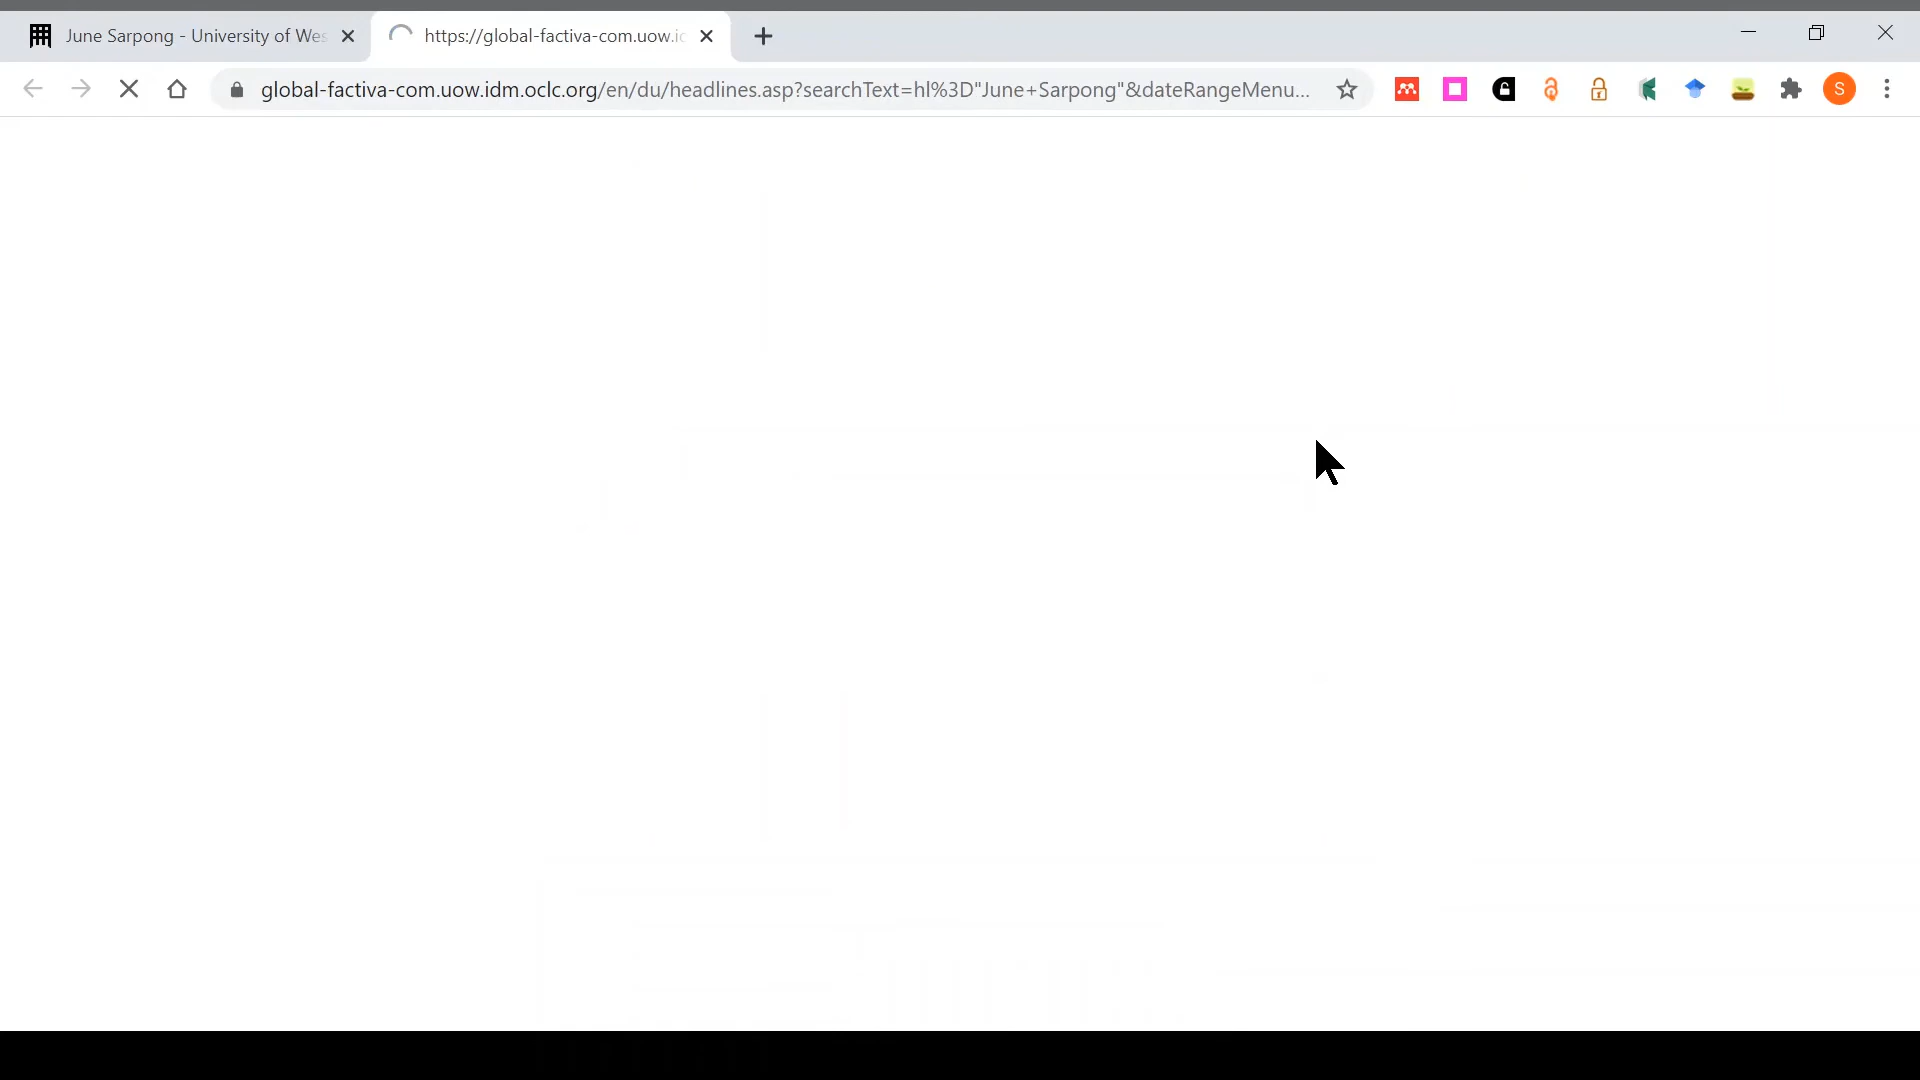 June Sarpong - University of Wes
https://global-factiva-com.uow.ic
global-factiva-com.uow.idm.oclc.org/en/du/headlines.asp?searchText=hl%3D"June+Sarpong"&dateRangeMenu...
S